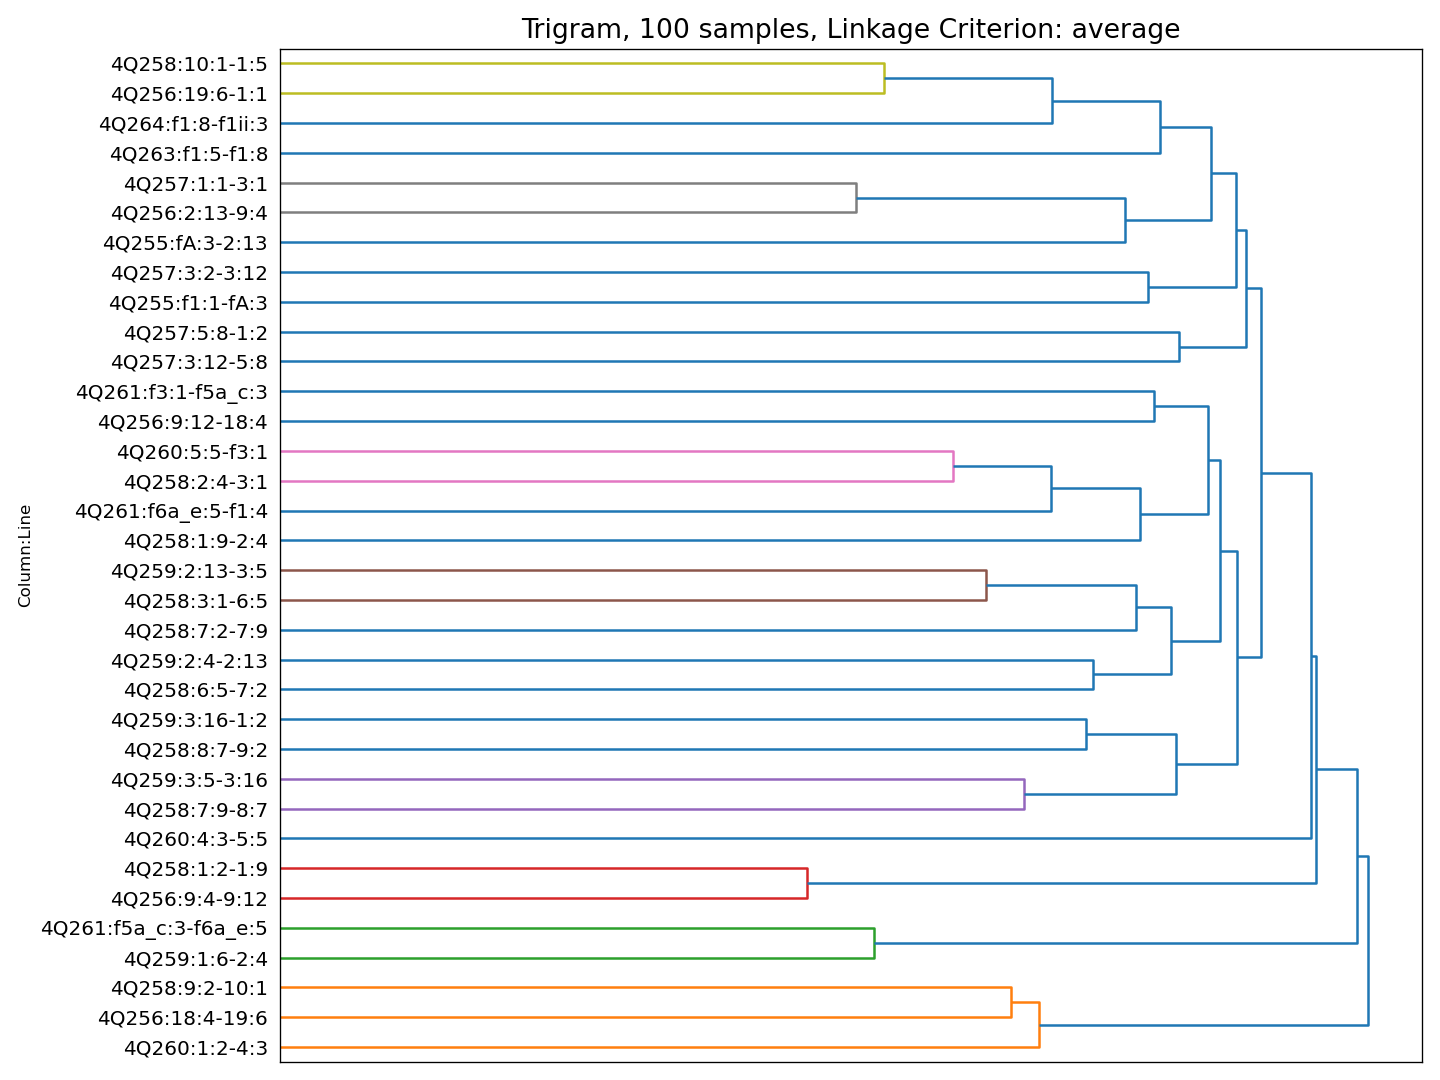 Trigram, 100 samples, Linkage Criterion: average
4Q258:10:1-1:5
4Q256:19:6-1:1
4Q264:f1:8-f1ii:3
4Q263:f1:5-f1:8
4Q257:1:1-3:1
4Q256:2:13-9:4
4Q255:fA:3-2:13
4Q257:3:2-3:12
4Q255:f1:1-fA:3
4Q257:5:8-1:2
4Q257:3:12-5:8
4Q261:f3:1-f5a_c:3
4Q256:9:12-18:4
4Q260:5:5-f3:1
4Q258:2:4-3:1
4Q261:f6a_e:5-f1:4
4Q258:1:9-2:4
4Q259:2:13-3:5
4Q258:3:1-6:5
4Q258:7:2-7:9
4Q259:2:4-2:13
4Q258:6:5-7:2
4Q259:3:16-1:2
4Q258:8:7-9:2
4Q259:3:5-3:16
4Q258:7:9-8:7
4Q260:4:3-5:5
4Q258:1:2-1:9
4Q256:9:4-9:12
4Q261:f5a_c:3-f6a_e:5
4Q259:1:6-2:4
4Q258:9:2-10:1
4Q256:18:4-19:6
4Q260:1:2-4:3
Column:Line